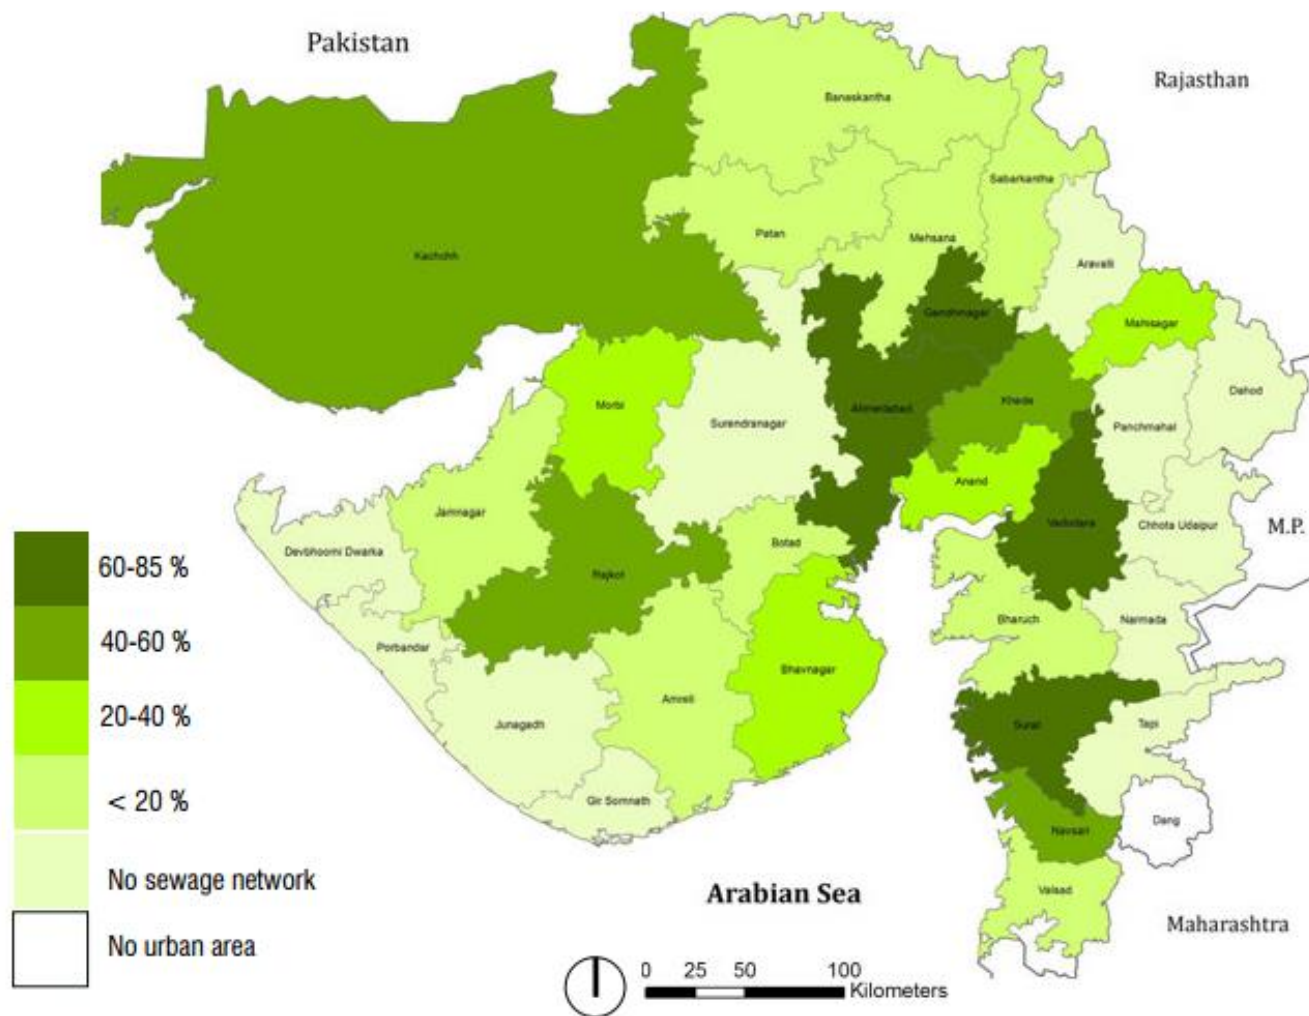 Pakistan
Rajasthan
Banaskantha
Sabarkantha
Patan
Mehsana
Aravalli
Kachchh
Gandhinagar
Mahisagar
Dahod
Morbi
Surendranagar
Ahmedabad
Kheda
Panchmahal
Anand
Jamnagar
Vadodara
Chhota Udaipur
M.P.
Devbhoomi Dwarka
Botad
Rajkot
Bharuch
Narmada
Porbandar
Bhavnagar
Amreli
Junagadh
Surat
Tapi
Gir Somnath
Dang
Navsari
Valsad
Arabian Sea
Maharashtra
60-85 %
40-60 %
20-40 %
< 20 %
No sewage network
No urban area
0 25 50 100
Kilometers